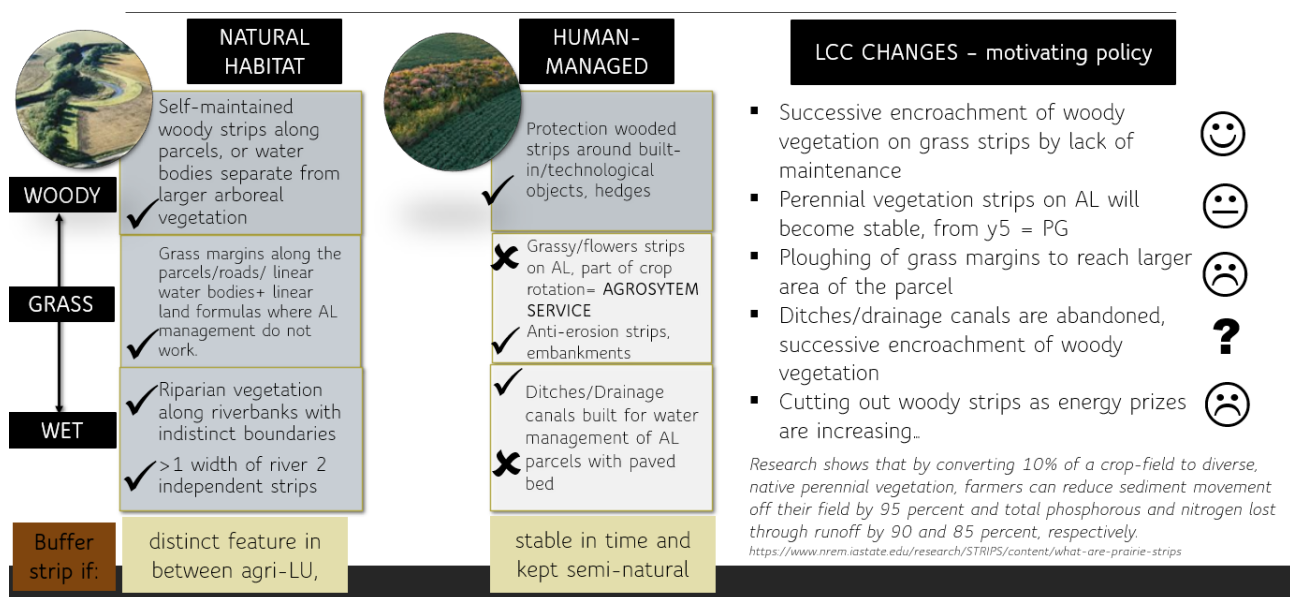 NATURAL
HABITAT
HUMAN-
MANAGED
LCC CHANGES – motivating policy
WOODY
GRASS
WET
Self-maintained
woody strips along
parcels, or water
bodies separate from
larger arboreal
vegetation
Grass margins along the
parcels/roads/ linear
water bodies+ linear
land formulas where AL
management do not
work.
Riparian vegetation
along riverbanks with
indistinct boundaries
>1 width of river 2
independent strips
Protection wooded
strips around built-
in/technological
objects, hedges
Grassy/flowers strips
on AL, part of crop
rotation= AGROSYTEM
SERVICE
Anti-erosion strips,
embankments
Ditches/Drainage
canals built for water
management of AL
parcels with paved
bed
▪ Successive encroachment of woody
vegetation on grass strips by lack of
maintenance
▪ Perennial vegetation strips on AL will
become stable, from y5 = PG
▪ Ploughing of grass margins to reach larger
area of the parcel
▪ Ditches/drainage canals are abandoned,
successive encroachment of woody
vegetation
?
▪ Cutting out woody strips as energy prizes
are increasing…
Research shows that by converting 10% of a crop-field to diverse,
native perennial vegetation, farmers can reduce sediment movement
off their field by 95 percent and total phosphorous and nitrogen lost
through runoff by 90 and 85 percent, respectively.
https://www.nrem.iastate.edu/research/STRIPS/content/what-are-prairie-strips
Buffer
strip if:
distinct feature in
between agri-LU,
stable in time and
kept semi-natural